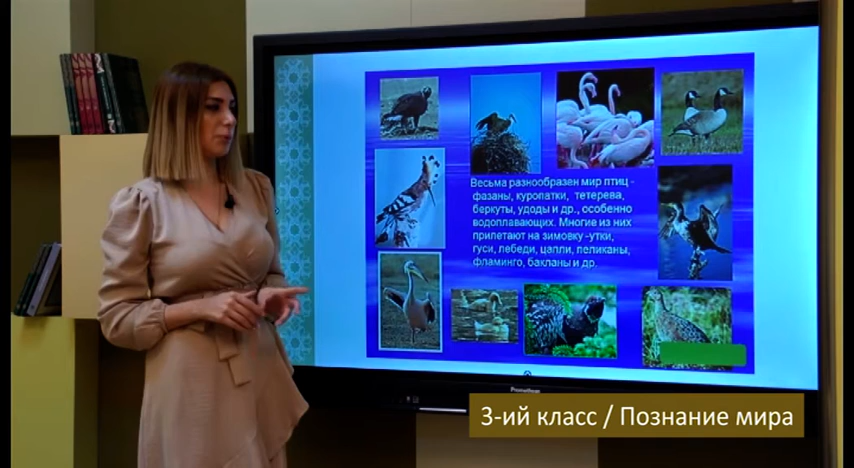 Весьма разнообразен мир птиц -
фазаны, куропатки, тетерева,
беркуты, удоды и др., особенно
водоплавающих. Многие из них
прилетают на зимовку -утки,
гуси, лебеди, цапли, пеликаны,
фламинго, бакланы и др.
Promethean
3-ий класс / Познание мира